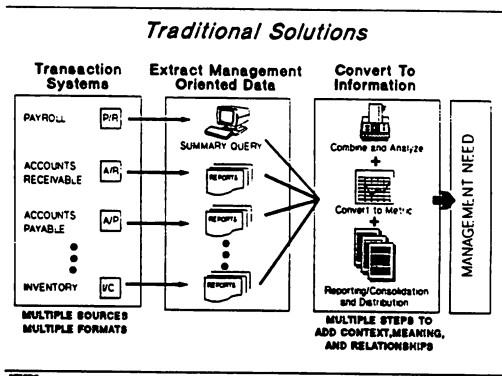 Traditional Solutions
Transaction
Systems
Extract Management
Oriented Data
Convert To
Information
PAYROLL
P/R
SUMMARY QUERY
Combine and Analyze
+
ACCOUNTS
RECEIVABLE
A/R
REPORTS
Convert to Metric
+
ACCOUNTS
PAYABLE
A/P
REPORTS
INVENTORY
I/C
REPORTS
Reporting/Consolidation
and Distribution
MANAGEMENT NEED
MULTIPLE SOURCES
MULTIPLE FORMATS
MULTIPLE STEPS TO
ADD CONTEXT,MEANING,
AND RELATIONSHIPS